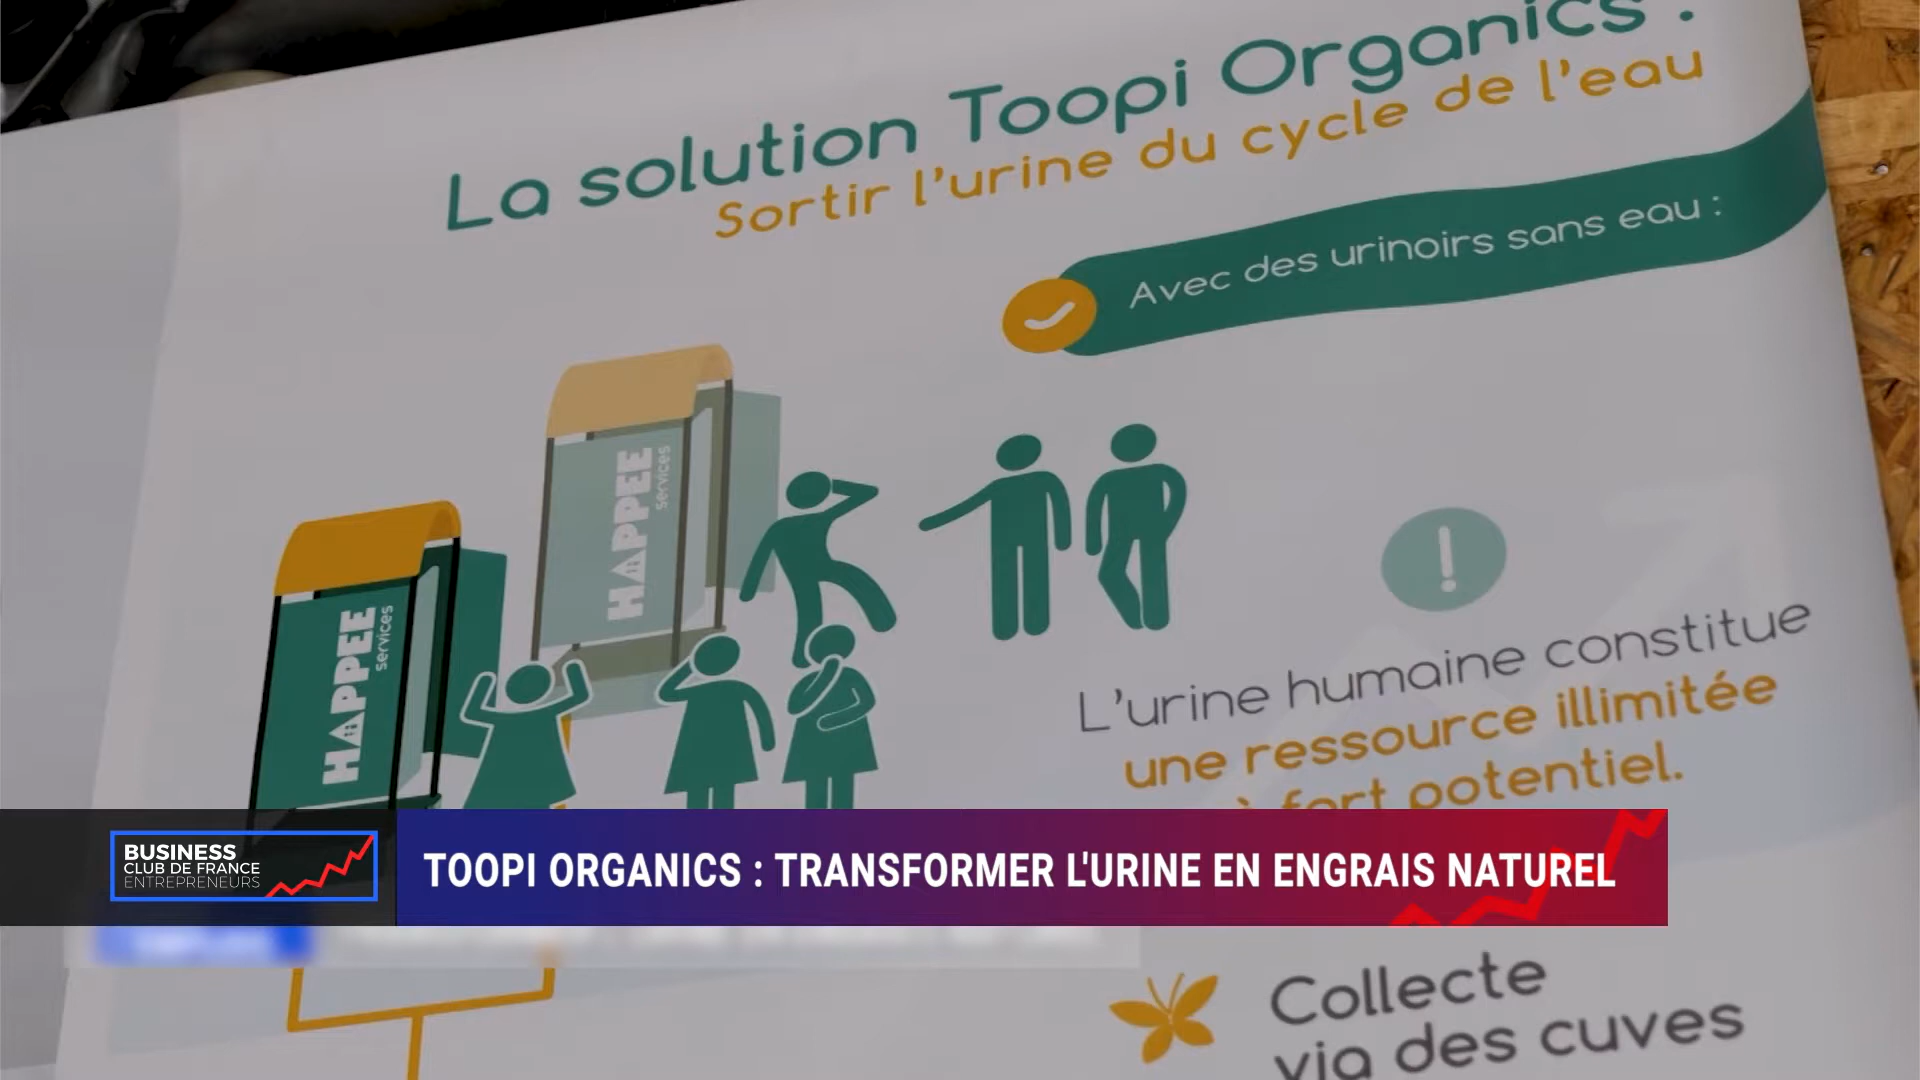 La solution Toopi Organics :
Sortir l'urine du cycle de l'eau
Avec des urinoirs sans eau :
HAPPEE
services
HAPPEE
services
!
L'urine humaine constitue
une ressource illimitée
à fort potentiel.
BUSINESS
CLUB DE FRANCE
ENTREPRENEURS
TOOPI ORGANICS : TRANSFORMER L'URINE EN ENGRAIS NATUREL
Collecte
via des cuves